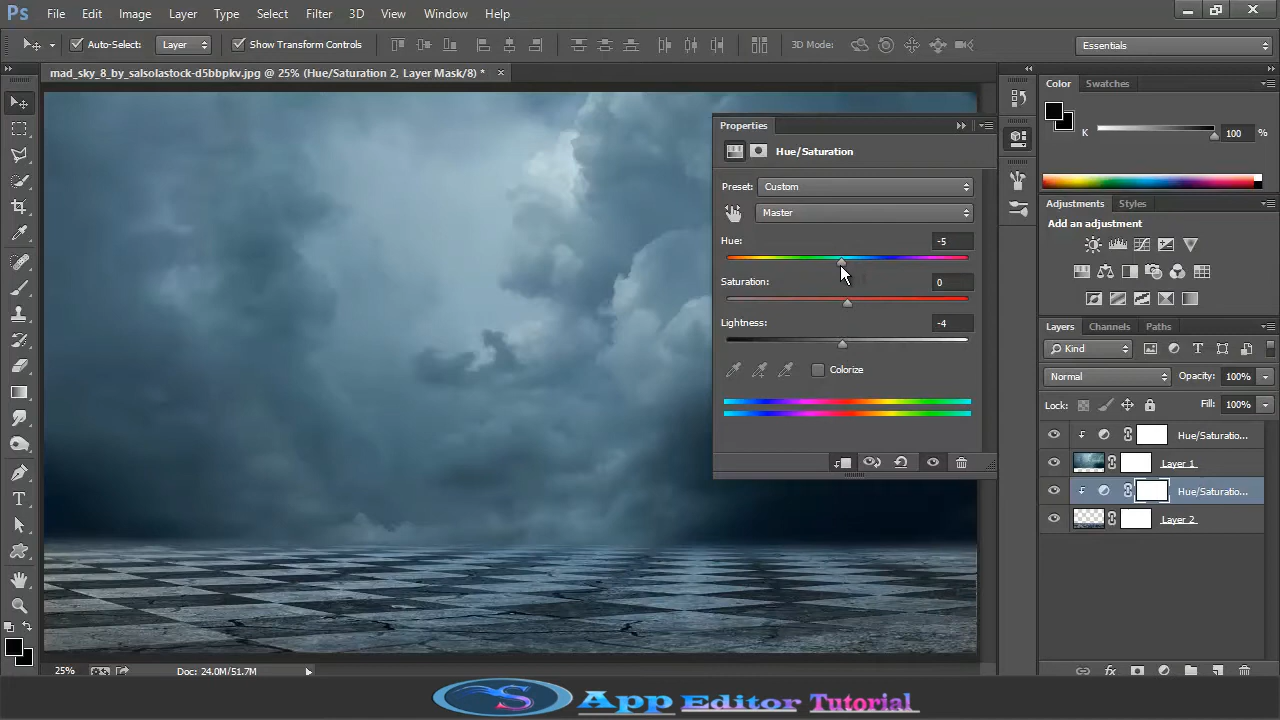 Ps File Edit Image Layer Type Select Filter 3D View Window Help
Auto-Select: Layer Show Transform Controls 3D Mode: Essentials
mad_sky_8_by_salsolastock-d5bbpkv.jpg @ 25% (Hue/Saturation 2, Layer Mask/8) * ×
Color Swatches
K 100 %
Properties
Hue/Saturation
Preset: Custom
Master
Hue: -5
Saturation: 0
Lightness: -4
Colorize
Adjustments Styles
Add an adjustment
Layers Channels Paths
Kind
Normal Opacity: 100%
Lock: Fill: 100%
Hue/Saturatio...
Layer 1
Hue/Saturatio...
Layer 2
25% Doc: 24.0M/51.7M
App Editor Tutorial